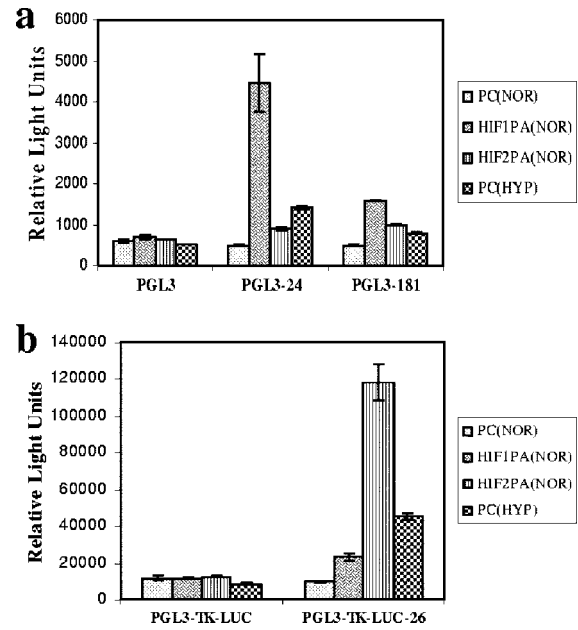 a
Relative Light Units
6000
5000
4000
3000
2000
1000
0
PGL3 PGL3-24 PGL3-181
PC(NOR)
HIF1PA(NOR)
HIF2PA(NOR)
PC(HYP)
b
Relative Light Units
140000
120000
100000
80000
60000
40000
20000
0
PGL3-TK-LUC PGL3-TK-LUC-26
PC(NOR)
HIF1PA(NOR)
HIF2PA(NOR)
PC(HYP)